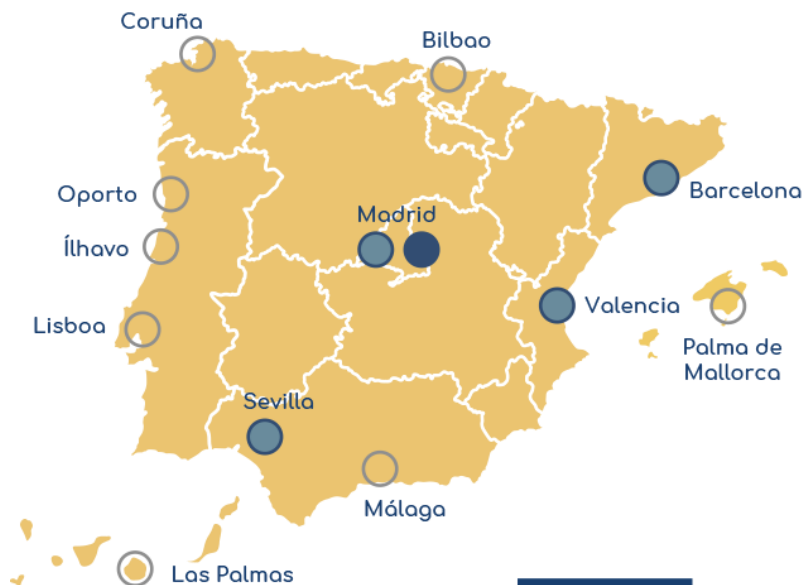 Coruña
Bilbao
Oporto
Madrid
Barcelona
Ílhavo
Lisboa
Valencia
Palma de
Mallorca
Sevilla
Málaga
Las Palmas